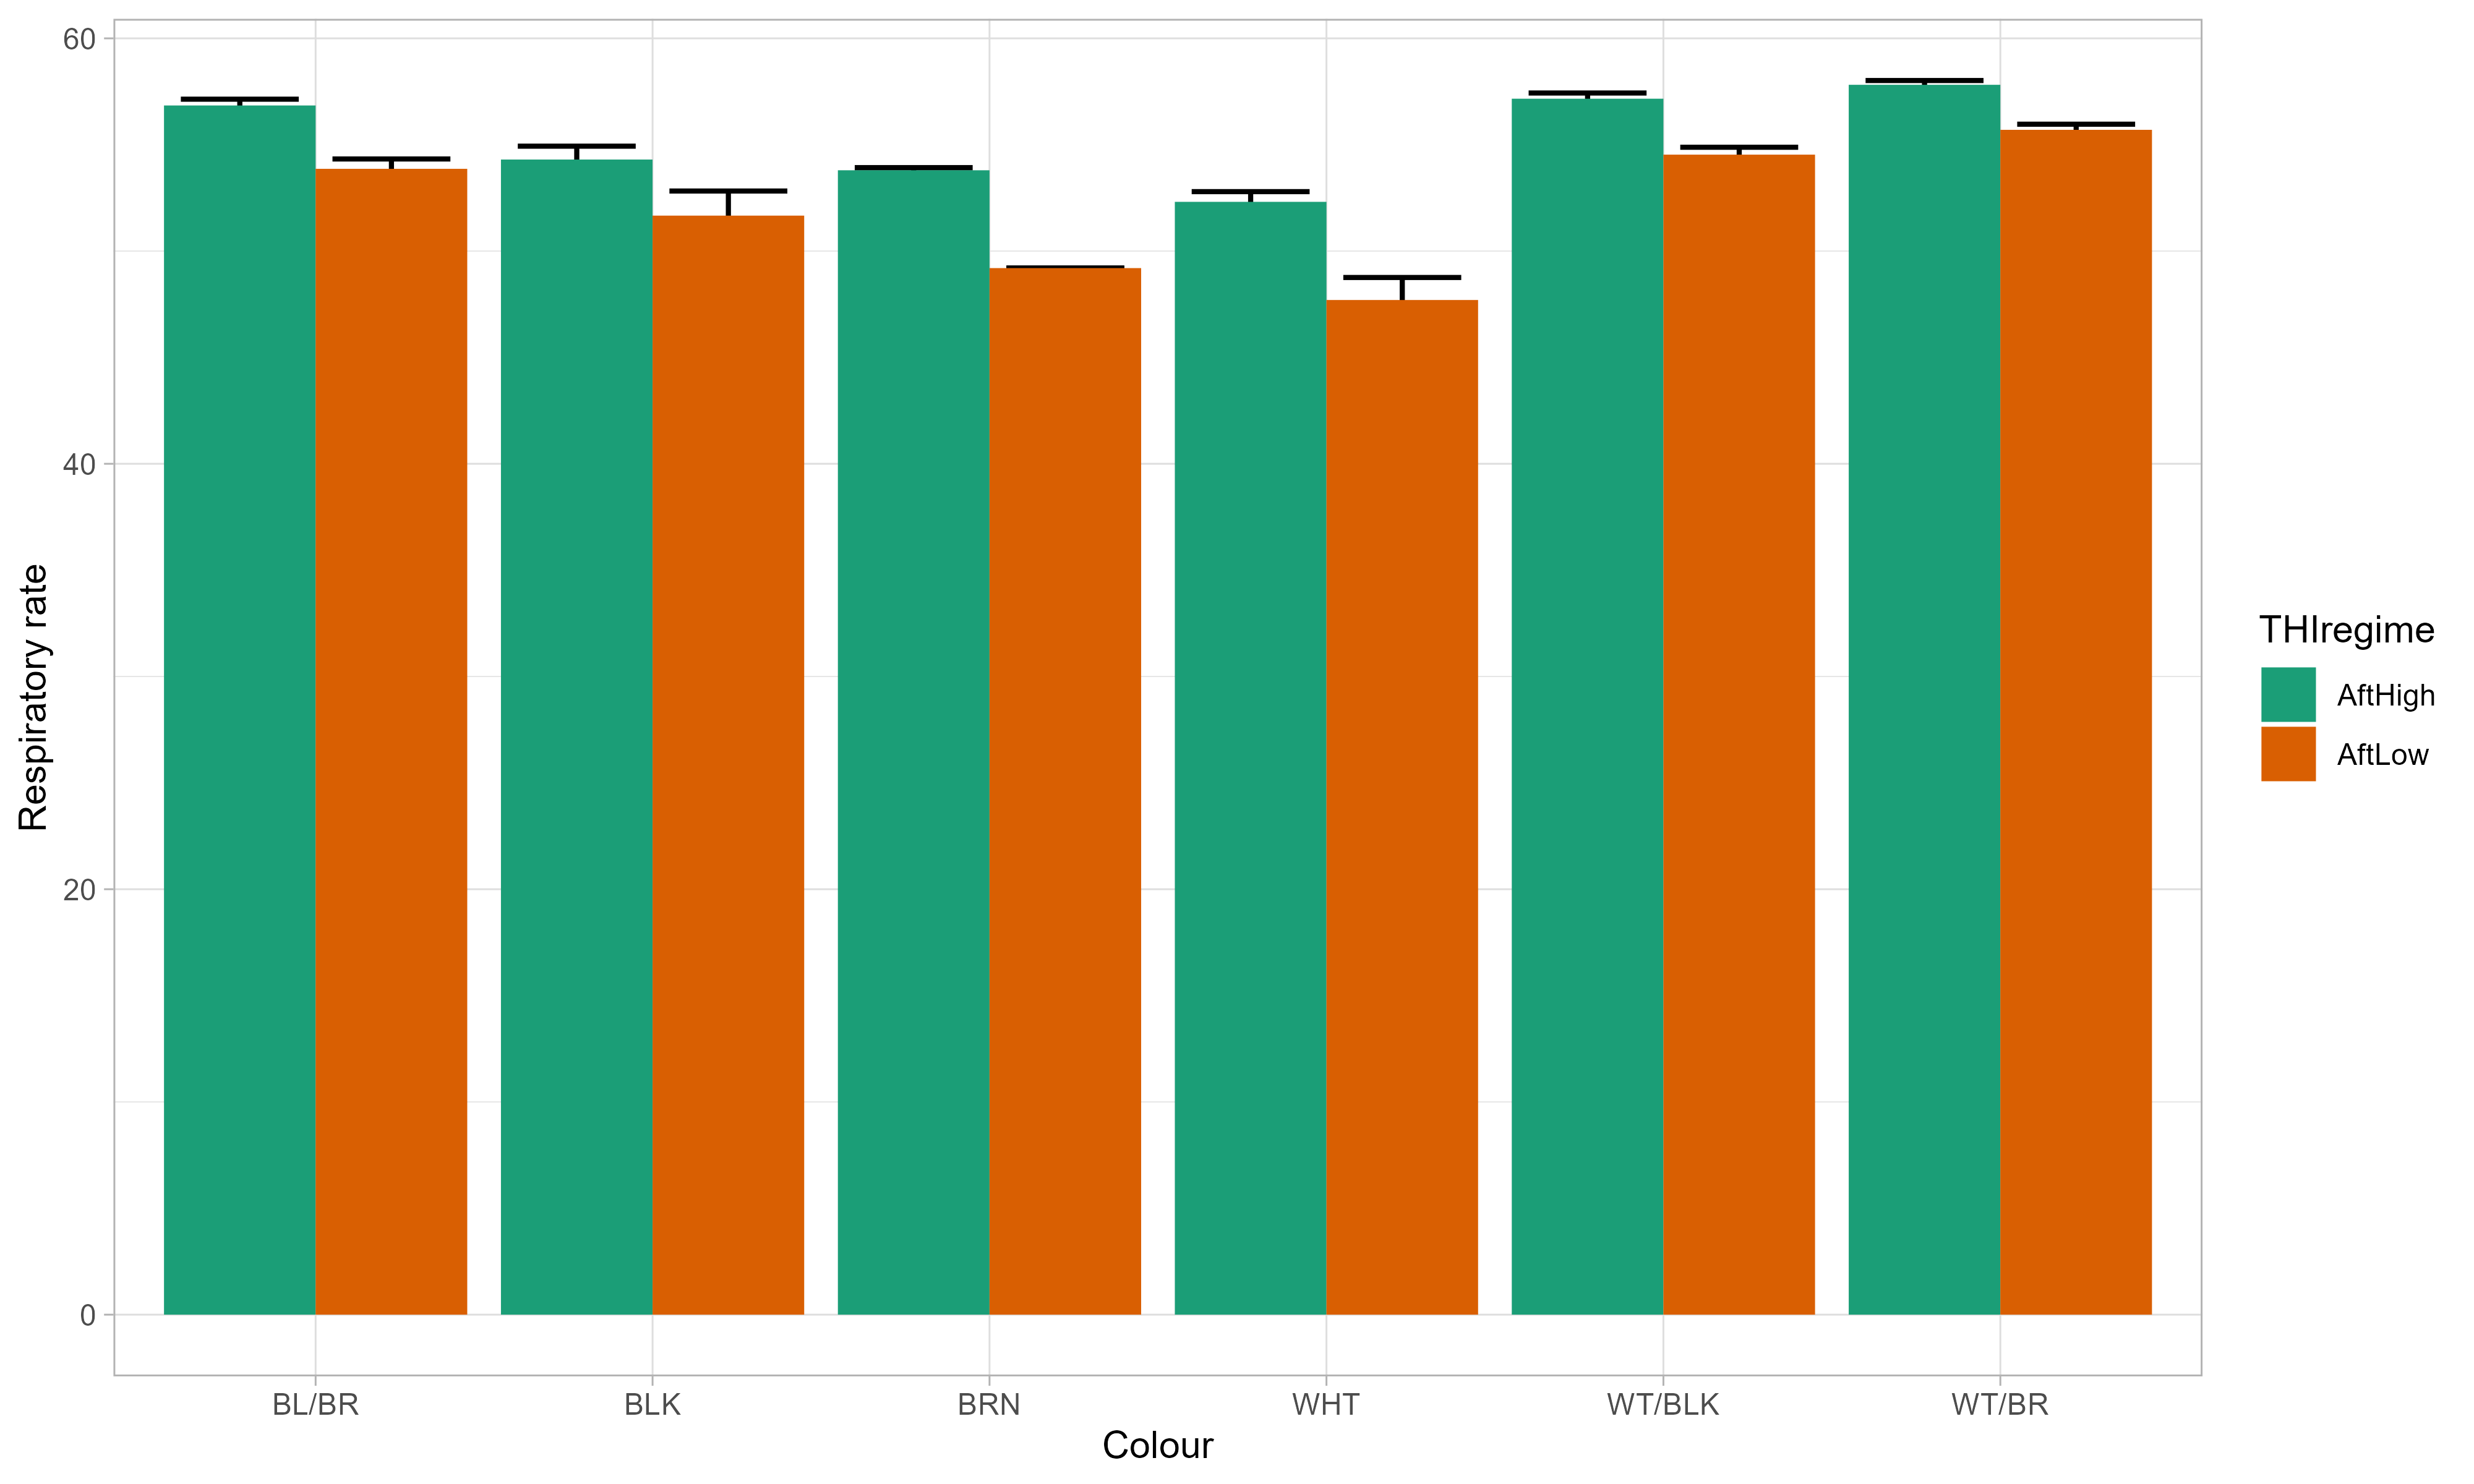 60
40
20
0
Respiratory rate
BL/BR BLK BRN WHT WT/BLK WT/BR
Colour
THIregime
AftHigh
AftLow